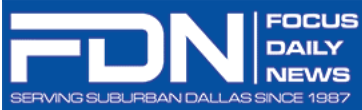 FDN
FOCUS
DAILY
NEWS
SERVING SUBURBAN DALLAS SINCE 1987